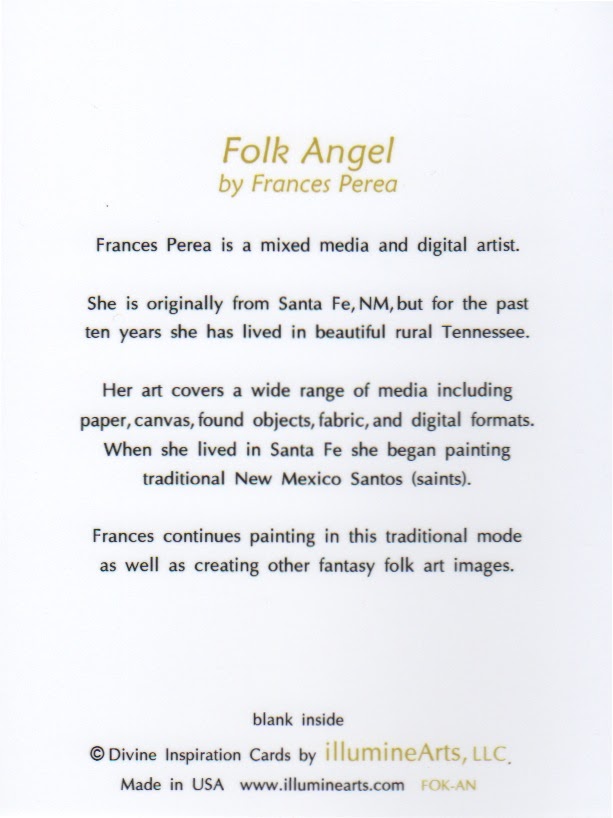 Folk Angel
by Frances Perea
Frances Perea is a mixed media and digital artist.
She is originally from Santa Fe, NM, but for the past
ten years she has lived in beautiful rural Tennessee.
Her art covers a wide range of media including
paper, canvas, found objects, fabric, and digital formats.
When she lived in Santa Fe she began painting
traditional New Mexico Santos (saints).
Frances continues painting in this traditional mode
as well as creating other fantasy folk art images.
blank inside
© Divine Inspiration Cards by illumineArts, LLC.
Made in USA www.illuminearts.com FOK-AN